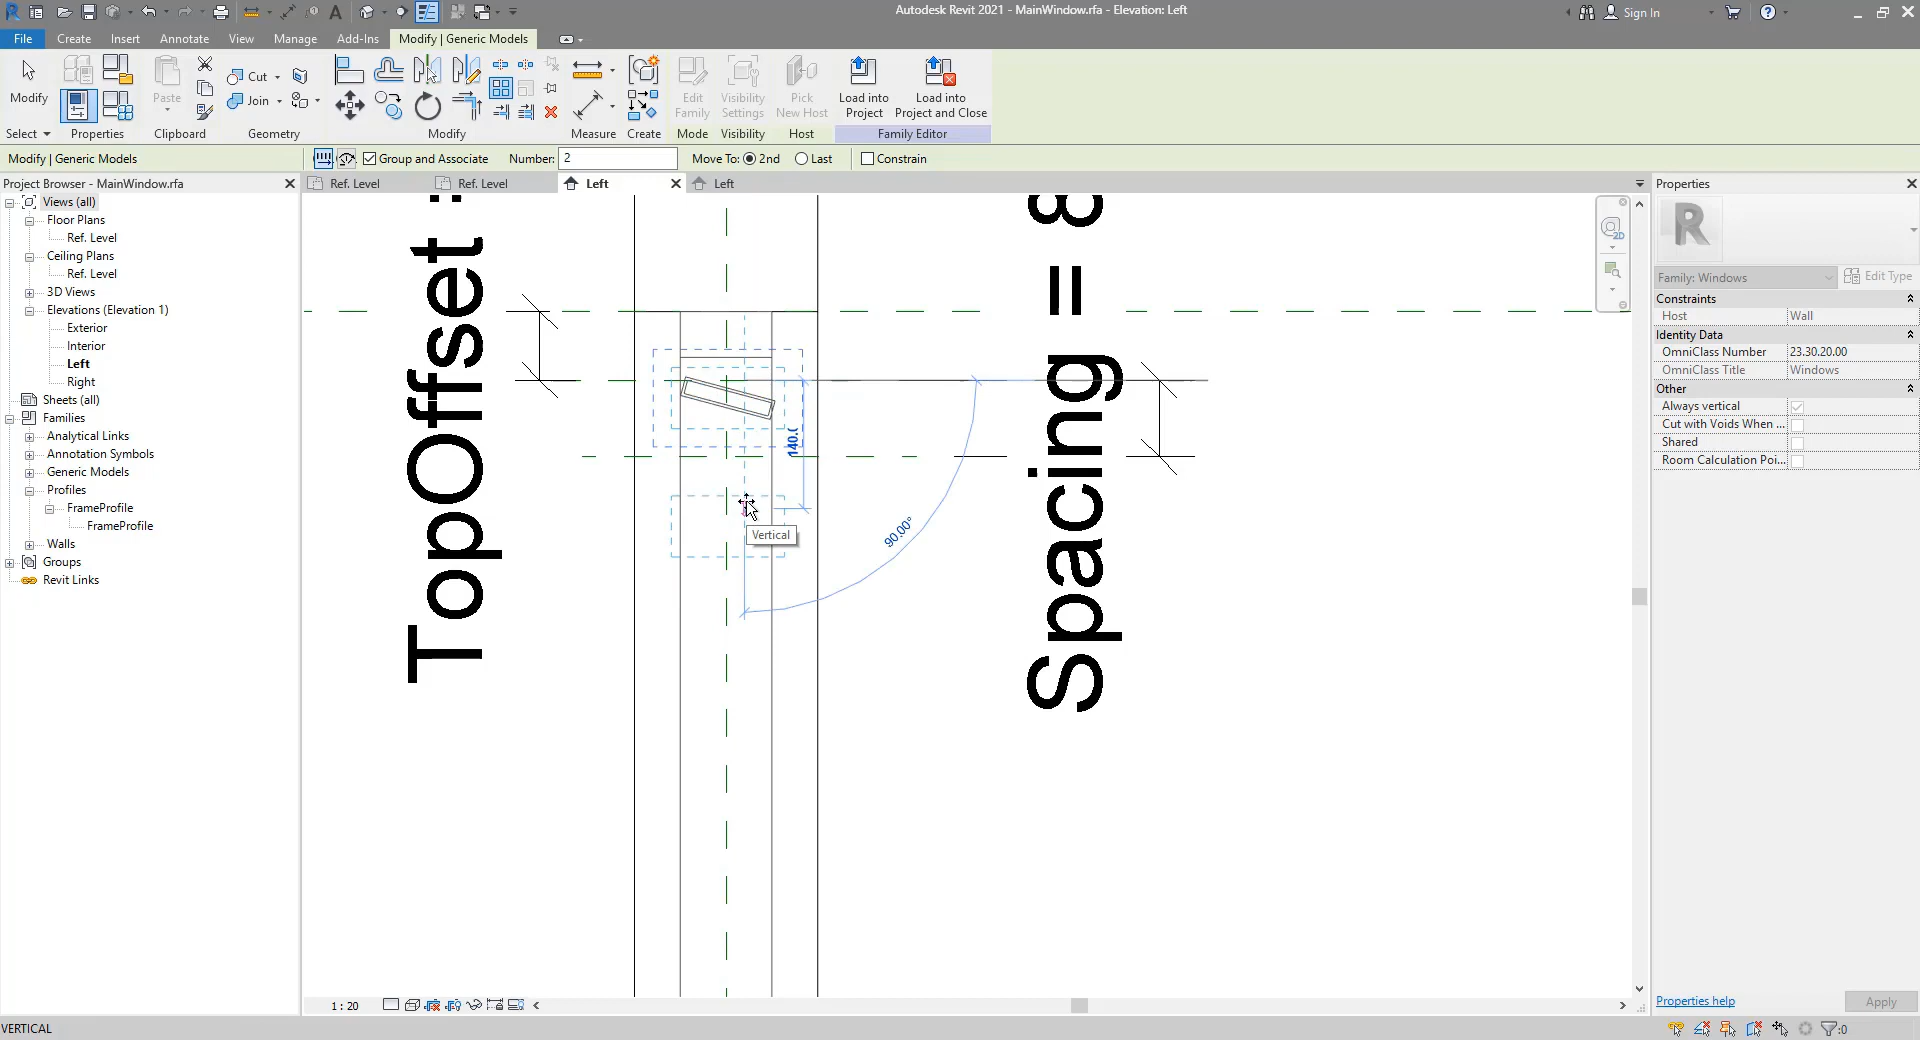 Autodesk Revit 2021 - MainWindow.rfa - Elevation: Left
Sign In
File
Create
Insert
Annotate
View
Manage
Add-Ins
Modify | Generic Models
Modify
Paste
Cut
Join
Edit
Family
Visibility
Settings
Pick
New Host
Load into
Project
Load into
Project and Close
Select
Properties
Clipboard
Geometry
Modify
Measure
Create
Mode
Visibility
Host
Family Editor
Modify | Generic Models
Group and Associate
Number:
2
Move To:
2nd
Last
Constrain
Project Browser - MainWindow.rfa
Ref. Level
Ref. Level
Left
Left
Properties
Views (all)
Floor Plans
Ref. Level
Ceiling Plans
Ref. Level
3D Views
Elevations (Elevation 1)
Exterior
Interior
Left
Right
Sheets (all)
Families
Analytical Links
Annotation Symbols
Generic Models
Profiles
FrameProfile
FrameProfile
Walls
Groups
Revit Links
TopOffset :
Spacing = 8
140.(
90.00°
Vertical
2D
R
Family: Windows
Edit Type
Constraints
Host
Wall
Identity Data
OmniClass Number
23.30.20.00
OmniClass Title
Windows
Other
Always vertical
Cut with Voids When ...
Shared
Room Calculation Poi...
Properties help
Apply
1 : 20
VERTICAL
:0